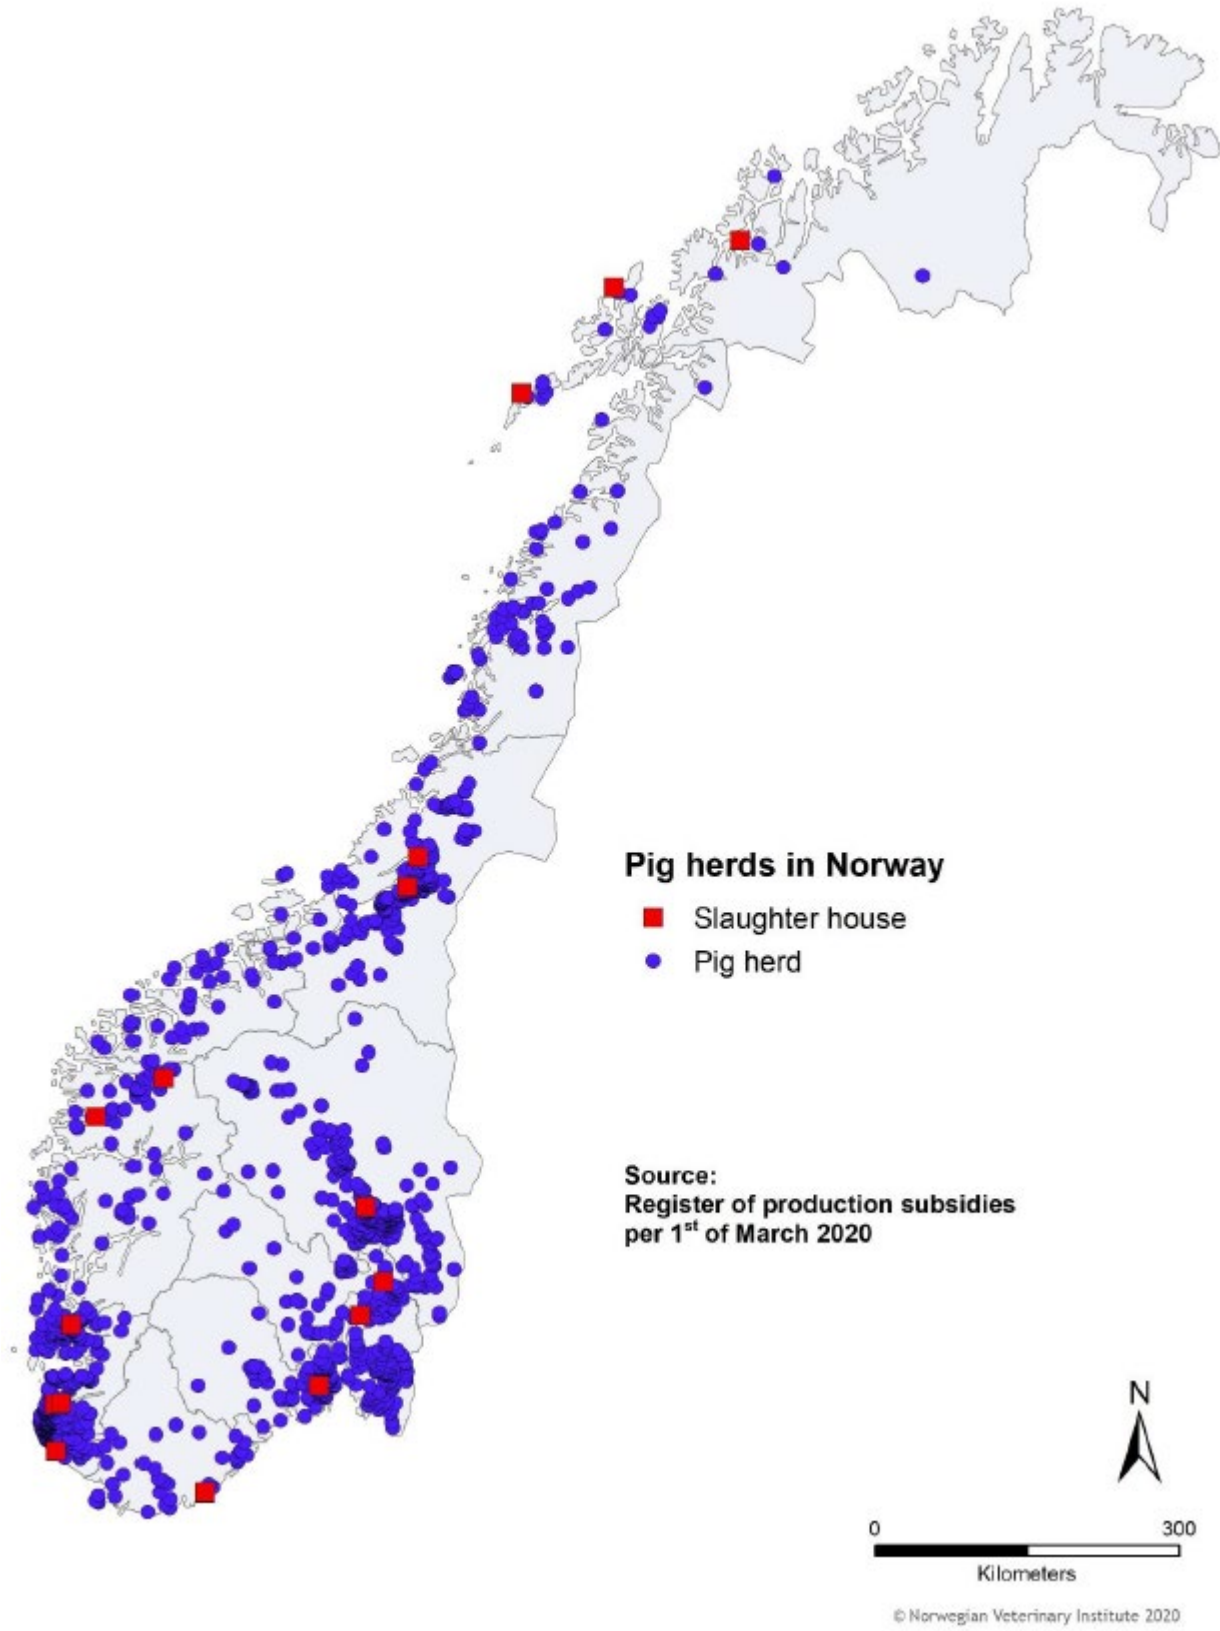 Pig herds in Norway
Slaughter house
Pig herd
Source:
Register of production subsidies
per 1st of March 2020
N
0 300
Kilometers
© Norwegian Veterinary Institute 2020